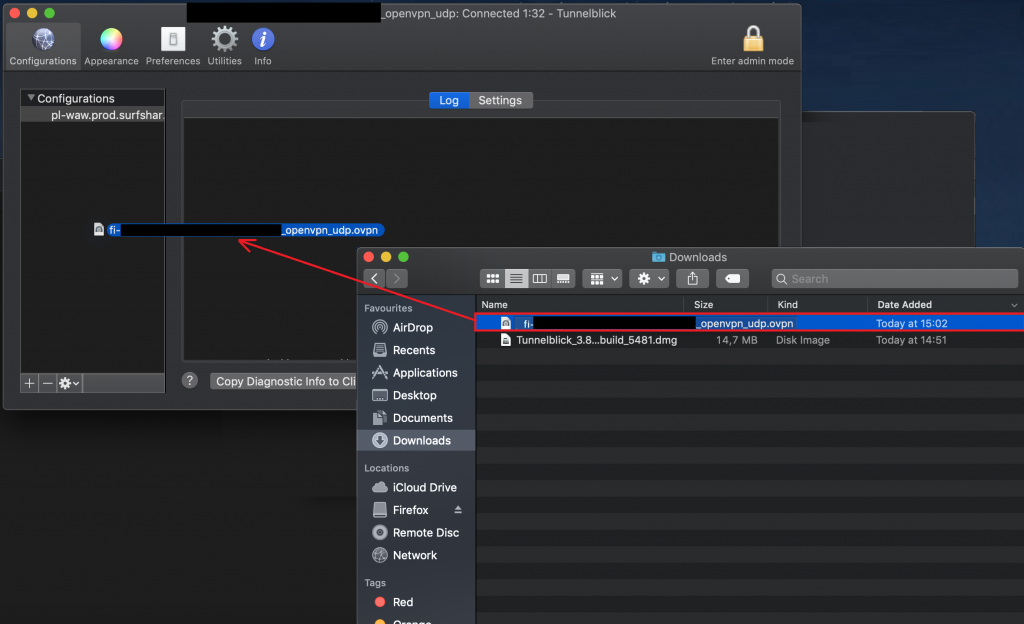 _openvpn_udp: Connected 1:32 - Tunnelblick
Configurations Appearance Preferences Utilities Info Enter admin mode
Configurations
pl-waw.prod.surfshar
Log Settings
fi- _openvpn_udp.ovpn
? Copy Diagnostic Info to Cli
Downloads
Search
Favourites
AirDrop
Recents
Applications
Desktop
Documents
Downloads
Locations
iCloud Drive
Firefox
Remote Disc
Network
Tags
Red
Name Size Kind Date Added
fi- _openvpn_udp.ovpn Today at 15:02
Tunnelblick_3.8...build_5481.dmg 14,7 MB Disk Image Today at 14:51